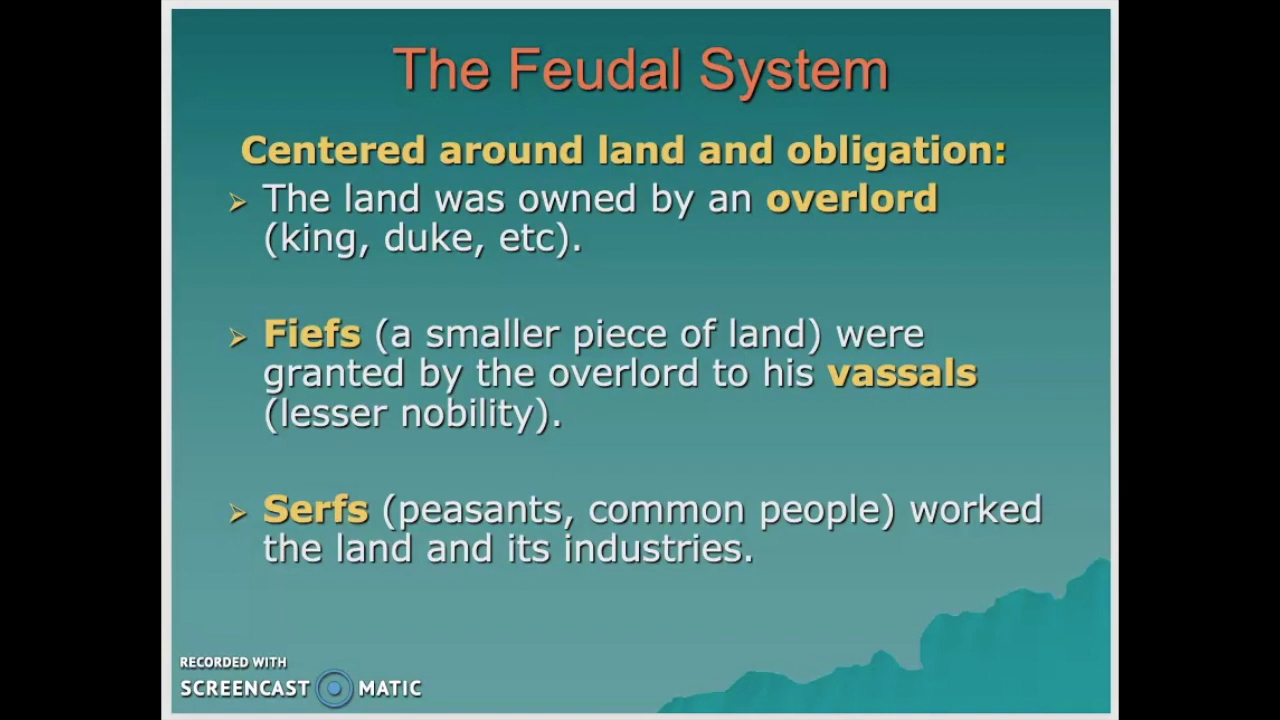 The Feudal System
Centered around land and obligation:
➢ The land was owned by an overlord
(king, duke, etc).
➢ Fiefs (a smaller piece of land) were
granted by the overlord to his vassals
(lesser nobility).
➢ Serfs (peasants, common people) worked
the land and its industries.
RECORDED WITH
SCREENCAST MATIC